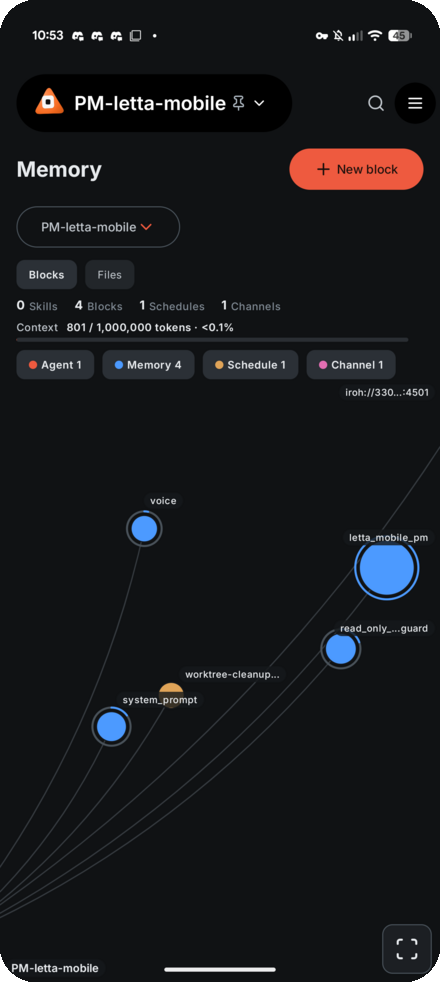 10:53
45
PM-letta-mobile
Memory
New block
PM-letta-mobile
Blocks Files
0 Skills 4 Blocks 1 Schedules 1 Channels
Context 801 / 1,000,000 tokens · <0.1%
Agent 1 Memory 4 Schedule 1 Channel 1
iroh://330...:4501
voice
letta_mobile_pm
read_only_...guard
worktree-cleanup...
system_prompt
PM-letta-mobile